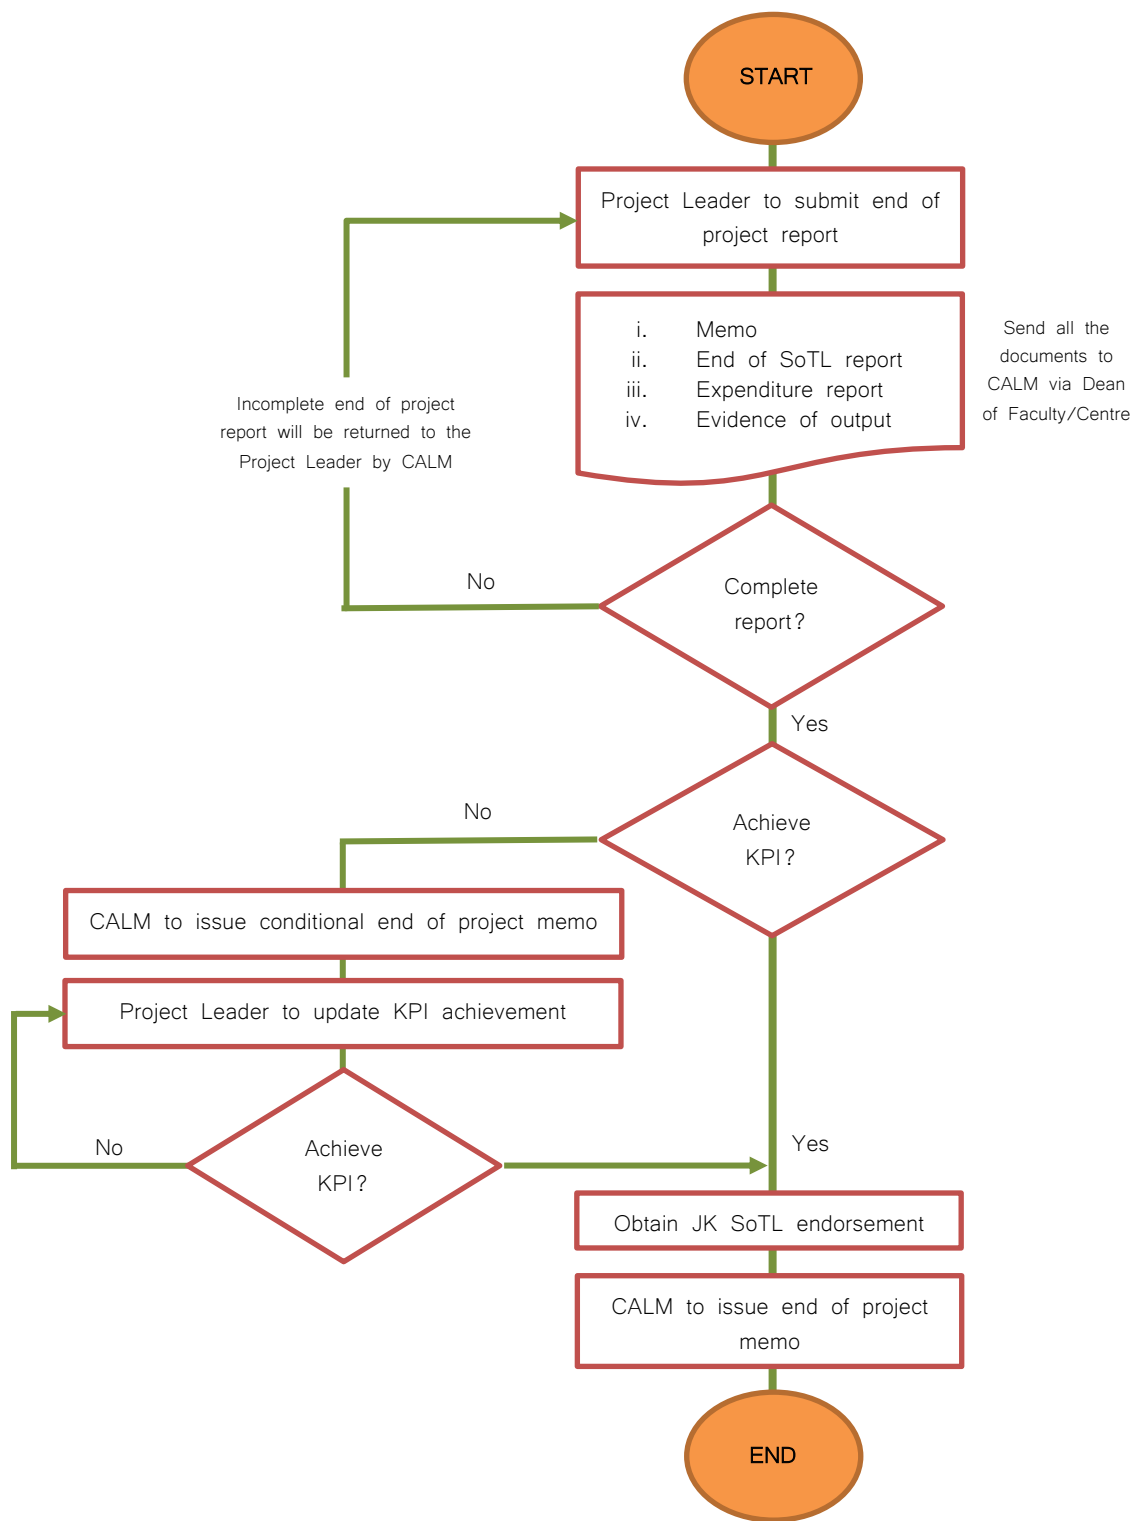 START
Project Leader to submit end of
project report
i. Memo
ii. End of SoTL report
iii. Expenditure report
iv. Evidence of output
Send all the
documents to
CALM via Dean
of Faculty/Centre
Incomplete end of project
report will be returned to the
Project Leader by CALM
No
Complete
report?
Yes
No
Achieve
KPI?
CALM to issue conditional end of project memo
Project Leader to update KPI achievement
No
Achieve
KPI?
Yes
Obtain JK SoTL endorsement
CALM to issue end of project
memo
END